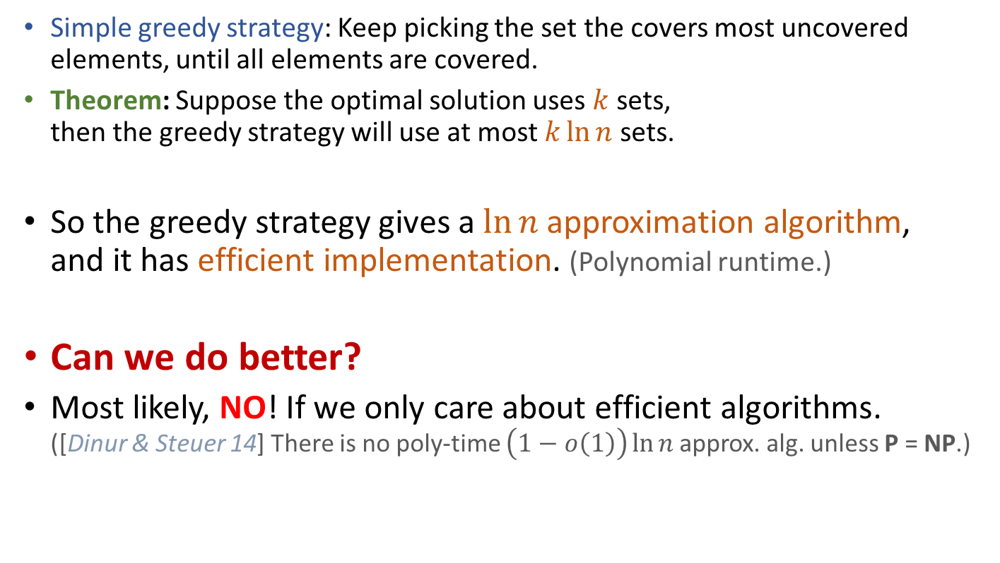 • Simple greedy strategy: Keep picking the set the covers most uncovered
elements, until all elements are covered.
• Theorem: Suppose the optimal solution uses k sets,
then the greedy strategy will use at most k ln n sets.
• So the greedy strategy gives a ln n approximation algorithm,
and it has efficient implementation. (Polynomial runtime.)
• Can we do better?
• Most likely, NO! If we only care about efficient algorithms.
([Dinur & Steuer 14] There is no poly-time (1 − o(1)) ln n approx. alg. unless P = NP.)